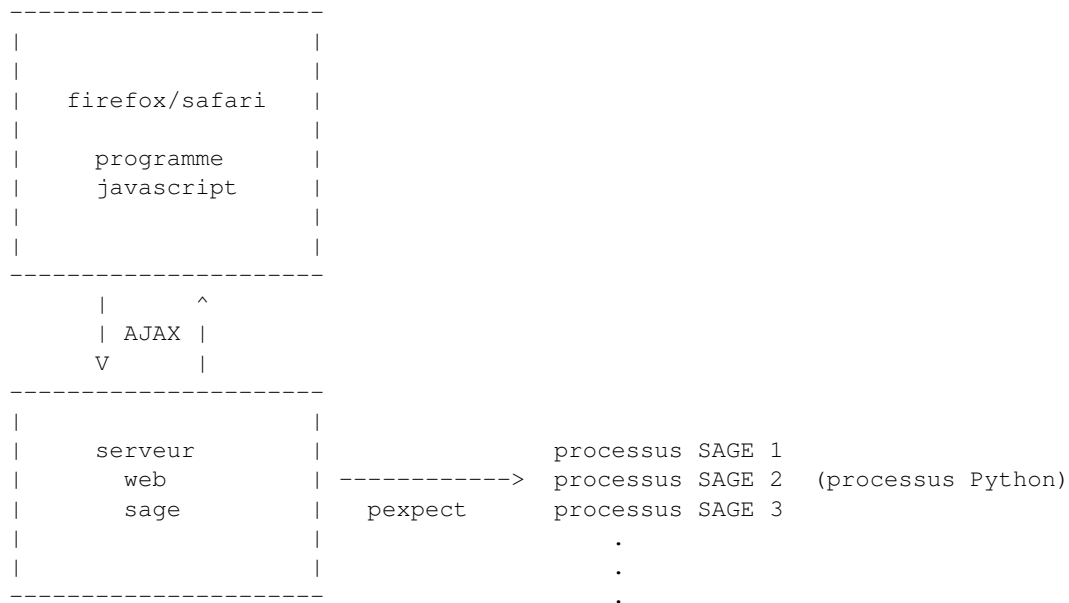 ----------------------
|                    |
|                    |
|   firefox/safari   |
|                    |
|     programme      |
|     javascript     |
|                    |
|                    |
----------------------
      |      ^
      | AJAX |
      V      |
----------------------
|                    |
|     serveur        |                processus SAGE 1
|       web          | ------------>  processus SAGE 2  (processus Python)
|       sage         |   pexpect      processus SAGE 3
|                    |                    .
|                    |                    .
----------------------                    .